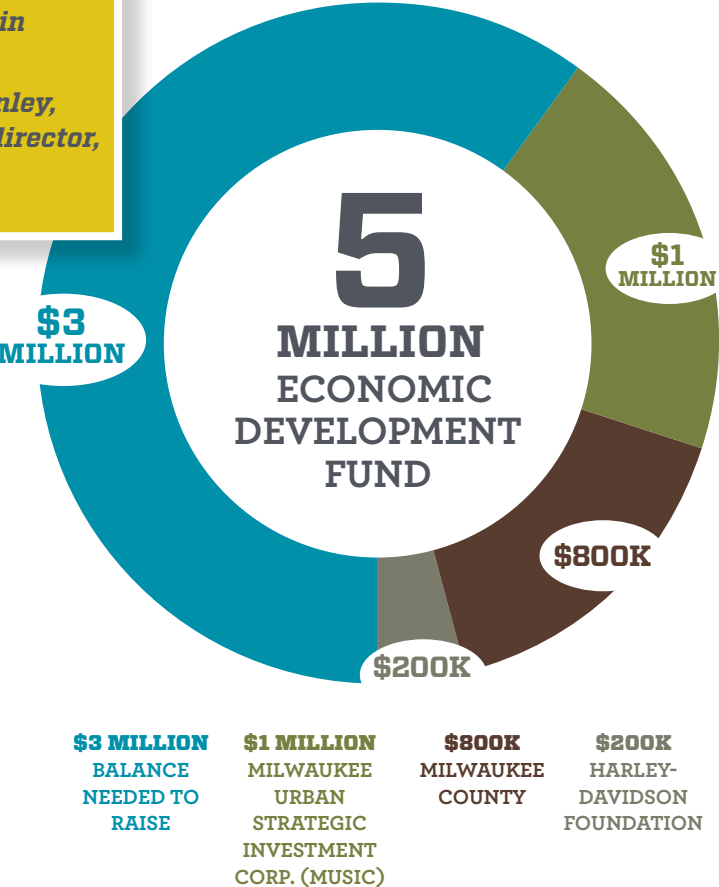 in
director,
5
MILLION
ECONOMIC
DEVELOPMENT
FUND
$3
MILLION
$1
MILLION
$800K
$200K
$3 MILLION
BALANCE
NEEDED TO
RAISE
$1 MILLION
MILWAUKEE
URBAN
STRATEGIC
INVESTMENT
CORP. (MUSIC)
$800K
MILWAUKEE
COUNTY
$200K
HARLEY-
DAVIDSON
FOUNDATION